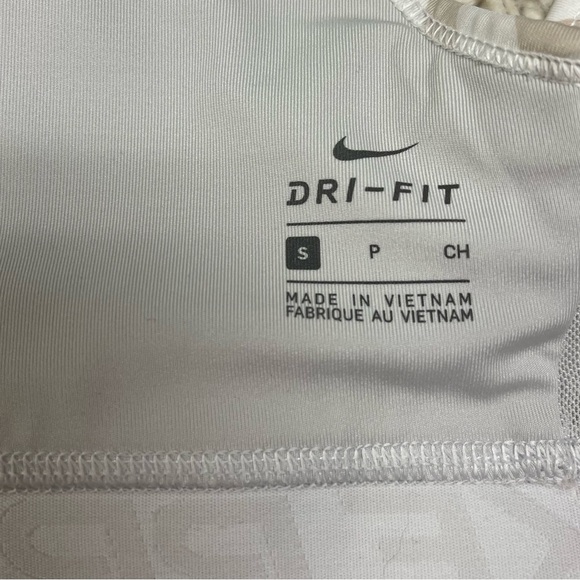 DRI-FIT
S P CH
MADE IN VIETNAM
FABRIQUE AU VIETNAM